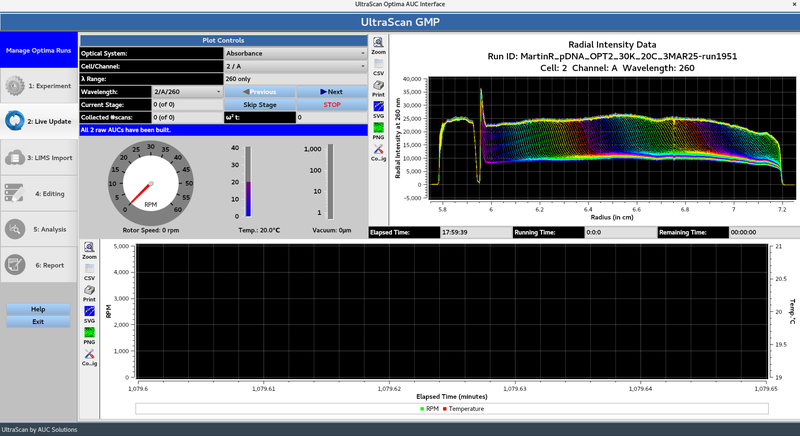 UltraScan Optima AUC Interface
UltraScan GMP
Manage Optima Runs
1: Experiment
2: Live Update
3: LIMS Import
4: Editing
5: Analysis
6: Report
Help
Exit
Plot Controls
Optical System: Absorbance
Cell/Channel: 2 / A
λ Range: 260 only
Wavelength: 2/A/260 Previous Next
Current Stage: 0 (of 0) Skip Stage STOP
Collected #scans: 0 (of 0) ω² t: 0
All 2 raw AUCs have been built.
0 5 10 15 20 25 30 35 40 45 50 55 60
RPM
Rotor Speed: 0 rpm
40
30
20
10
0
Temp.: 20.0°C
1,000
100
10
1
Vacuum: 0μm
Zoom
CSV
Print
SVG
PNG
Co...ig
Radial Intensity Data
Run ID: MartinR_pDNA_OPT2_30K_20C_3MAR25-run1951
Cell: 2 Channel: A Wavelength: 260
Radial Intensity at 260 nm
40,000
35,000
30,000
25,000
20,000
15,000
10,000
5,000
0
-5,000
5.8 6 6.2 6.4 6.6 6.8 7 7.2
Radius (in cm)
Elapsed Time: 17:59:39 Running Time: 0:0.0 Remaining Time: 00:00:00
Zoom
CSV
Print
SVG
PNG
Co...ig
RPM
5,000
4,000
3,000
2,000
1,000
0
21
20.5
20
19.5
19
Temp.°C
1,079.6 1,079.61 1,079.62 1,079.63 1,079.64 1,079.65
Elapsed Time (minutes)
RPM Temperature
UltraScan by AUC Solutions